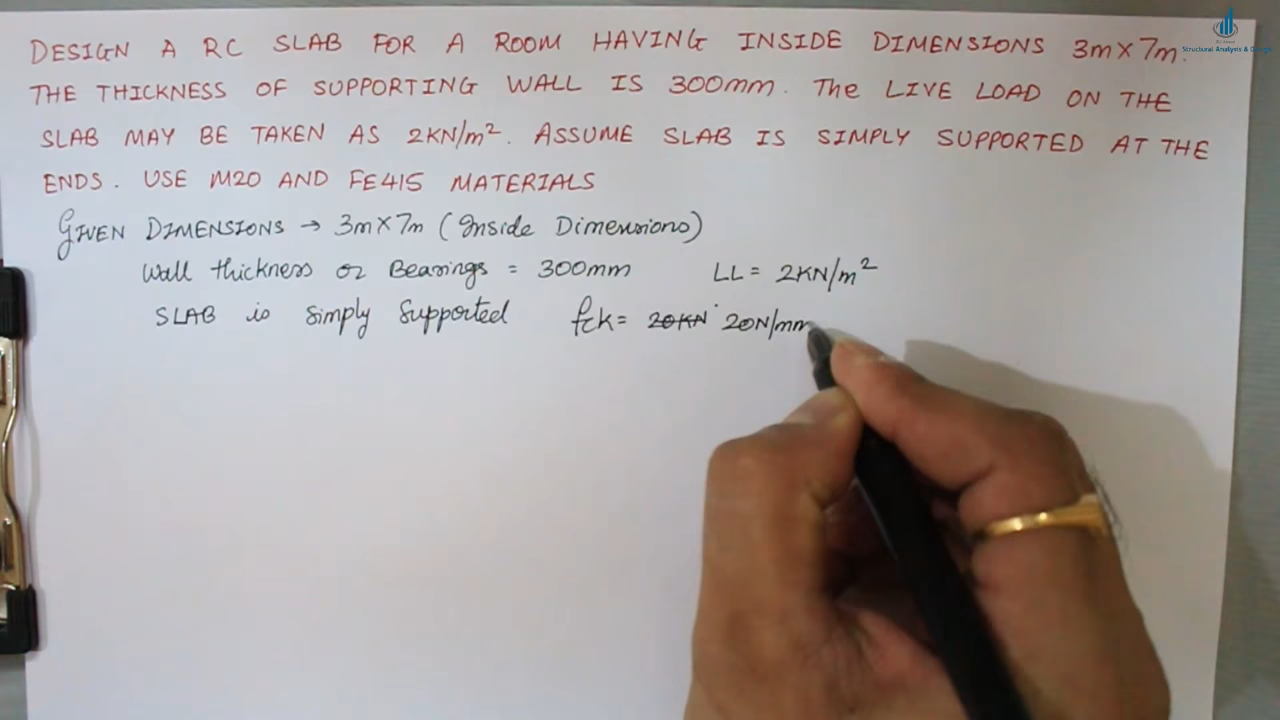 DESIGN A RC SLAB FOR A ROOM HAVING INSIDE DIMENSIONS 3m×7m.
THE THICKNESS OF SUPPORTING WALL IS 300mm. The LIVE LOAD ON THE
SLAB MAY BE TAKEN AS 2KN/m². ASSUME SLAB IS SIMPLY SUPPORTED AT THE
ENDS. USE M20 AND FE415 MATERIALS
GIVEN DIMENSIONS → 3m×7m (Inside Dimensions)
Wall thickness or Bearings = 300mm LL = 2KN/m²
SLAB is Simply Supported fck = 20KN 20N/mm
Structural Analysis & Design